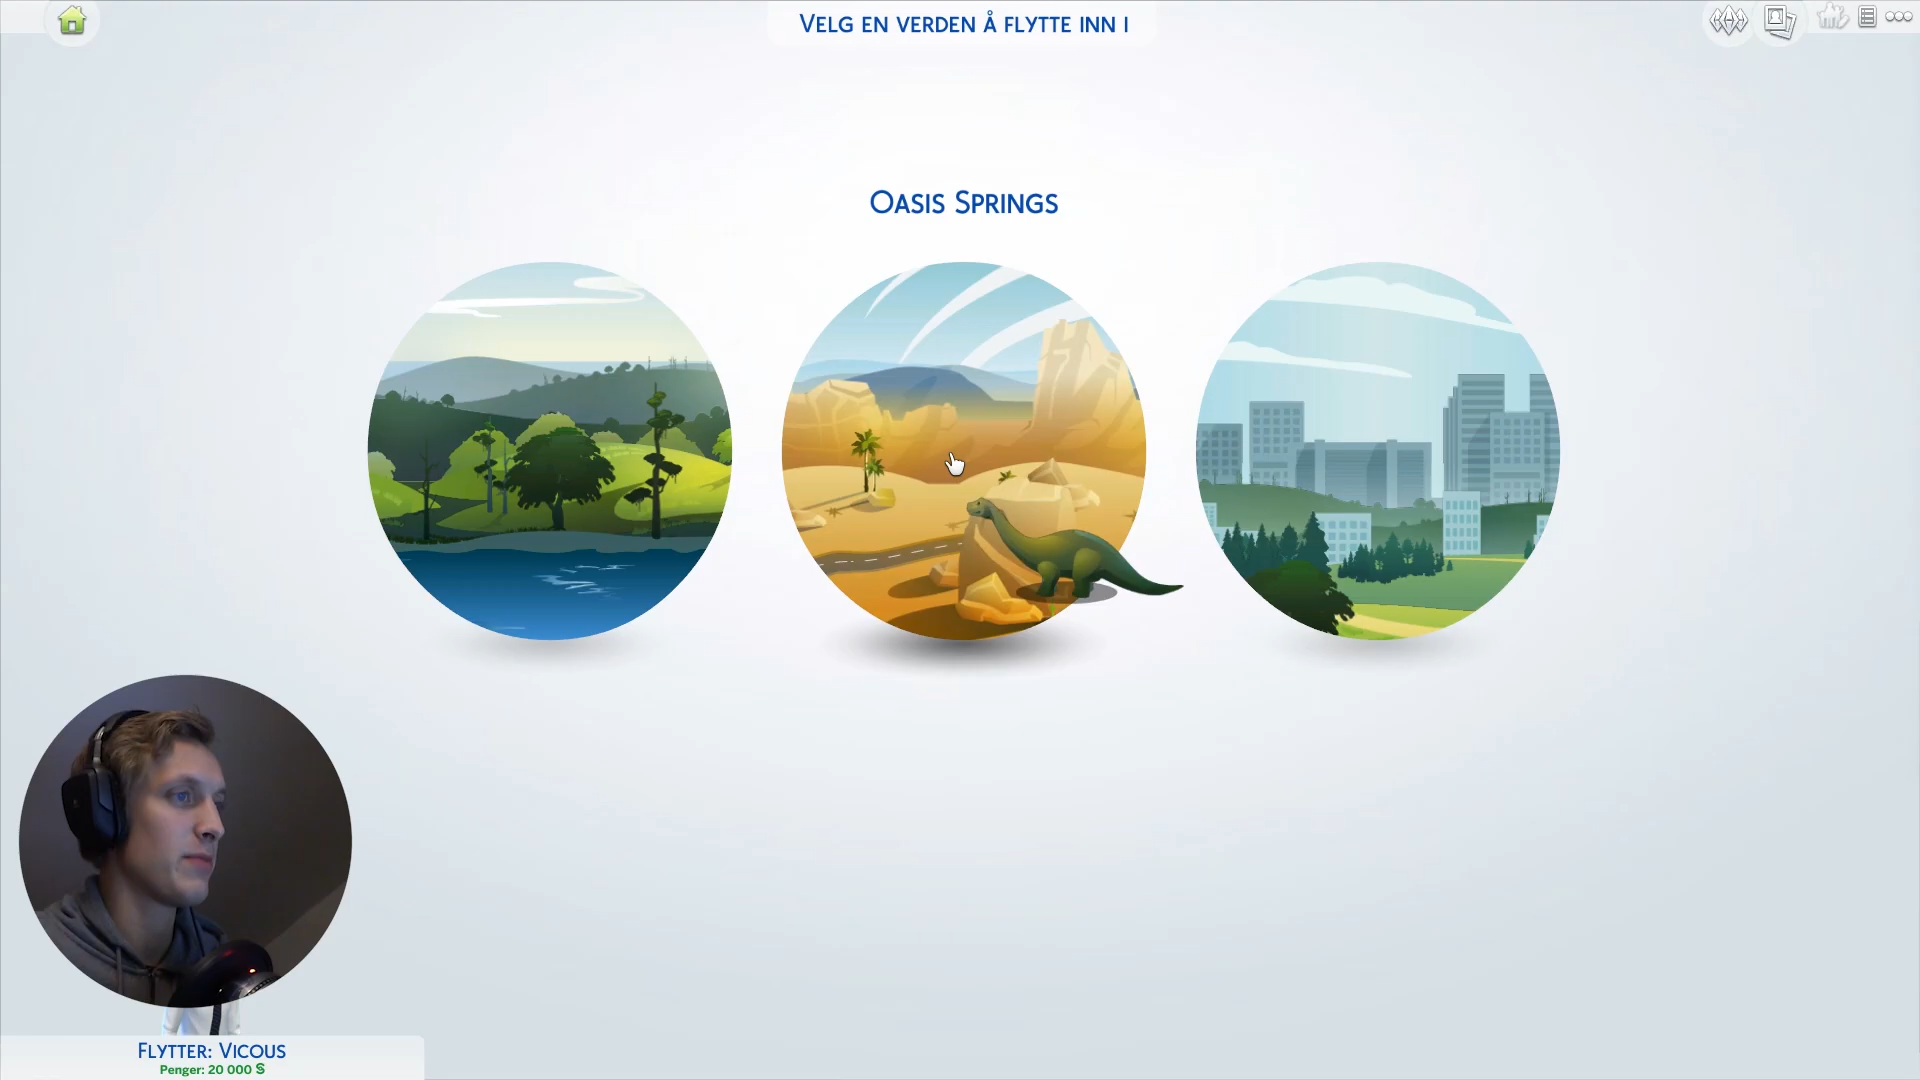 Velg en verden å flytte inn i
Oasis Springs
Flytter: Vicous
Penger: 20 000 $